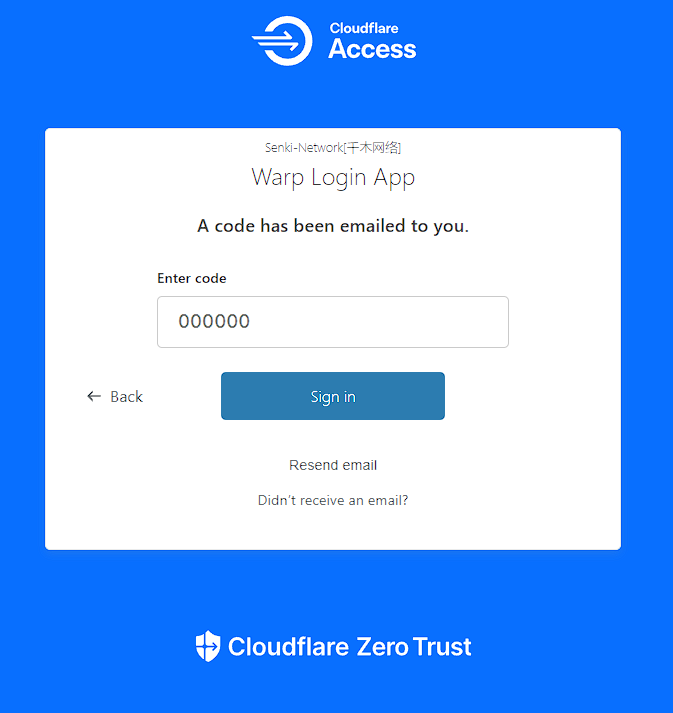 Cloudflare
Access
Senki-Network[千木网络]
Warp Login App
A code has been emailed to you.
Enter code
000000
Back
Sign in
Resend email
Didn't receive an email?
Cloudflare Zero Trust